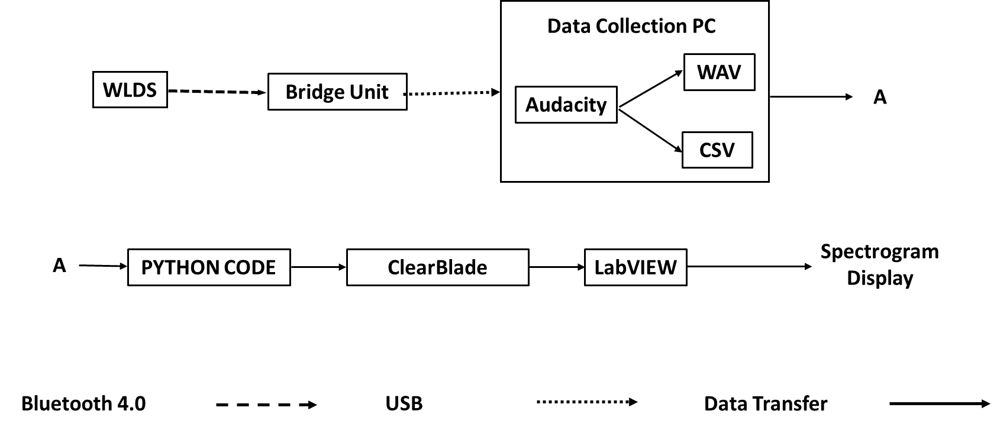 Data Collection PC
WLDS
Bridge Unit
Audacity
WAV
CSV
A
A
PYTHON CODE
ClearBlade
LabVIEW
Spectrogram
Display
Bluetooth 4.0
USB
Data Transfer